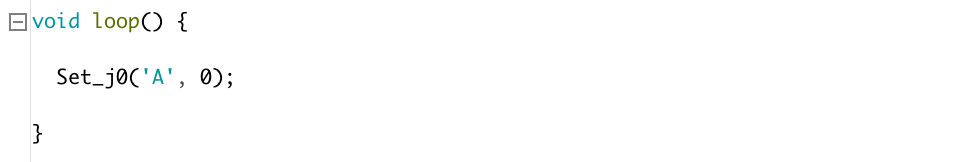 void loop() {
Set_j0('A', 0);
}